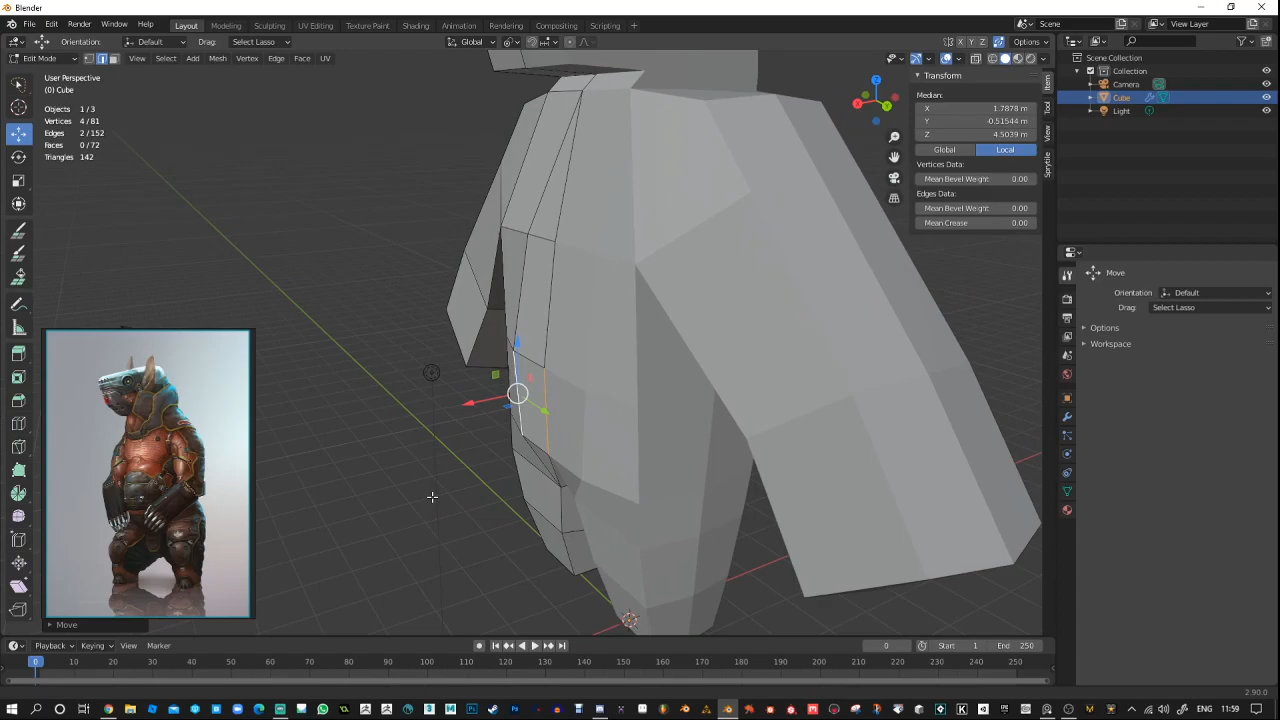 Blender
File Edit Render Window Help Layout Modeling Sculpting UV Editing Texture Paint Shading Animation Rendering Compositing Scripting + Scene View Layer
Orientation: Default Drag: Select Lasso Global X Y Z Options
Edit Mode View Select Add Mesh Vertex Edge Face UV
User Perspective
(0) Cube
Objects 1/3
Vertices 4/81
Edges 2/152
Faces 0/72
Triangles 142
Transform
Median:
X 1.7878 m
Y -0.51544 m
Z 4.5039 m
Global Local
Vertices Data:
Mean Bevel Weight 0.00
Edges Data:
Mean Bevel Weight 0.00
Mean Crease 0.00
Item
Tool
View
Sprytile
Scene Collection
Collection
Camera
Cube
Light
Move
Orientation Default
Drag: Select Lasso
Options
Workspace
Move
Playback Keying View Marker 0 Start 1 End 250
0 10 20 30 40 50 60 70 80 90 100 110 120 130 140 150 160 170 180 190 200 210 220 230 240 250
2.90.0
ENG 11:59